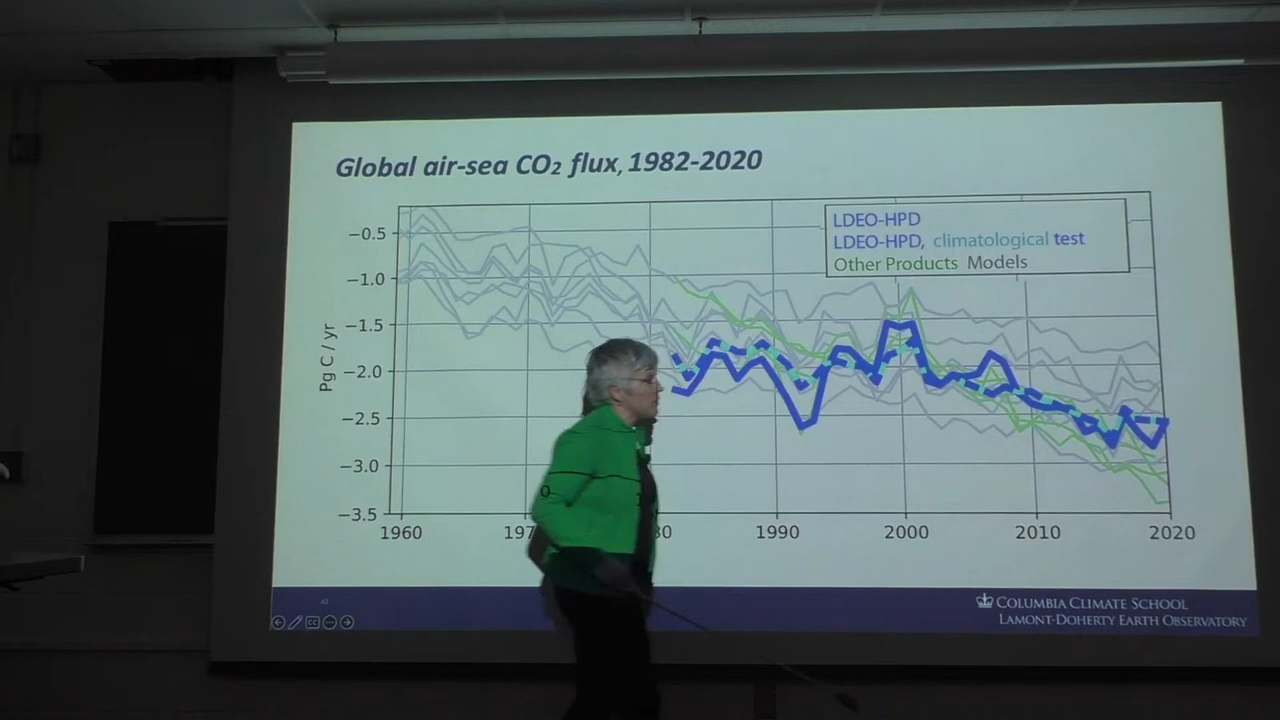 Global air-sea CO₂ flux, 1982-2020
LDEO-HPD
LDEO-HPD, climatological test
Other Products Models
−0.5
−1.0
−1.5
−2.0
−2.5
−3.0
−3.5
Pg C / yr
1960
1990
2000
2010
2020
43
COLUMBIA CLIMATE SCHOOL
LAMONT-DOHERTY EARTH OBSERVATORY